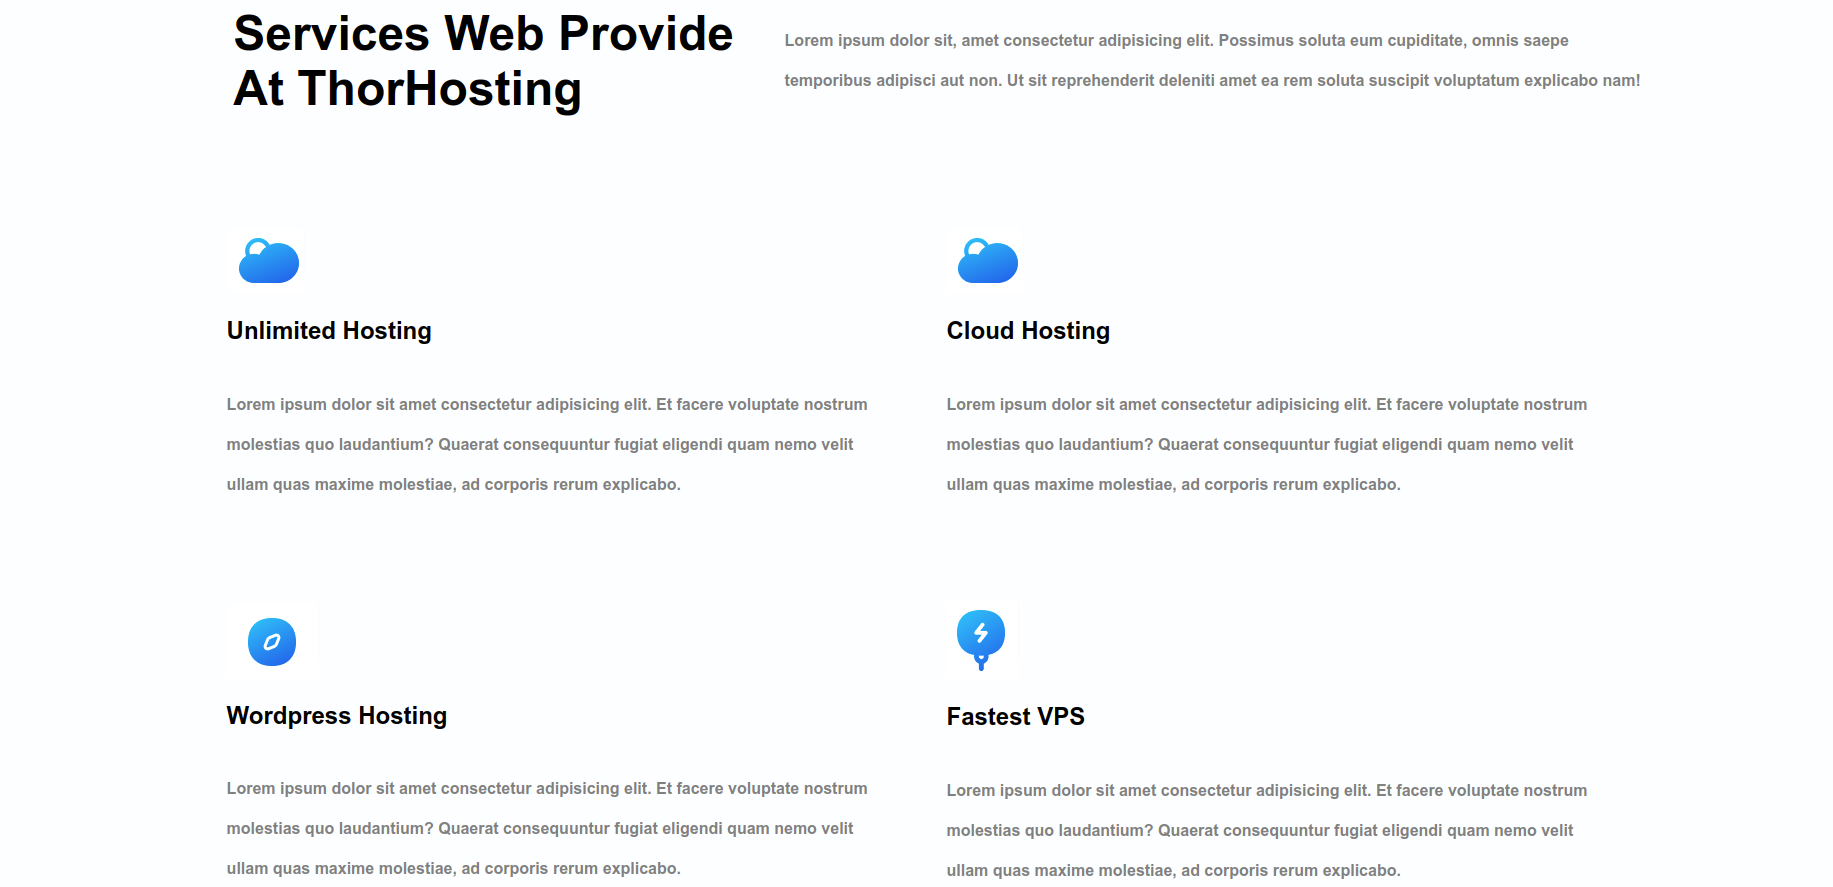 Services Web Provide
At ThorHosting
Lorem ipsum dolor sit, amet consectetur adipisicing elit. Possimus soluta eum cupiditate, omnis saepe
temporibus adipisci aut non. Ut sit reprehenderit deleniti amet ea rem soluta suscipit voluptatum explicabo nam!
Unlimited Hosting
Lorem ipsum dolor sit amet consectetur adipisicing elit. Et facere voluptate nostrum
molestias quo laudantium? Quaerat consequuntur fugiat eligendi quam nemo velit
ullam quas maxime molestiae, ad corporis rerum explicabo.
Cloud Hosting
Lorem ipsum dolor sit amet consectetur adipisicing elit. Et facere voluptate nostrum
molestias quo laudantium? Quaerat consequuntur fugiat eligendi quam nemo velit
ullam quas maxime molestiae, ad corporis rerum explicabo.
Wordpress Hosting
Lorem ipsum dolor sit amet consectetur adipisicing elit. Et facere voluptate nostrum
molestias quo laudantium? Quaerat consequuntur fugiat eligendi quam nemo velit
ullam quas maxime molestiae, ad corporis rerum explicabo.
Fastest VPS
Lorem ipsum dolor sit amet consectetur adipisicing elit. Et facere voluptate nostrum
molestias quo laudantium? Quaerat consequuntur fugiat eligendi quam nemo velit
ullam quas maxime molestiae, ad corporis rerum explicabo.